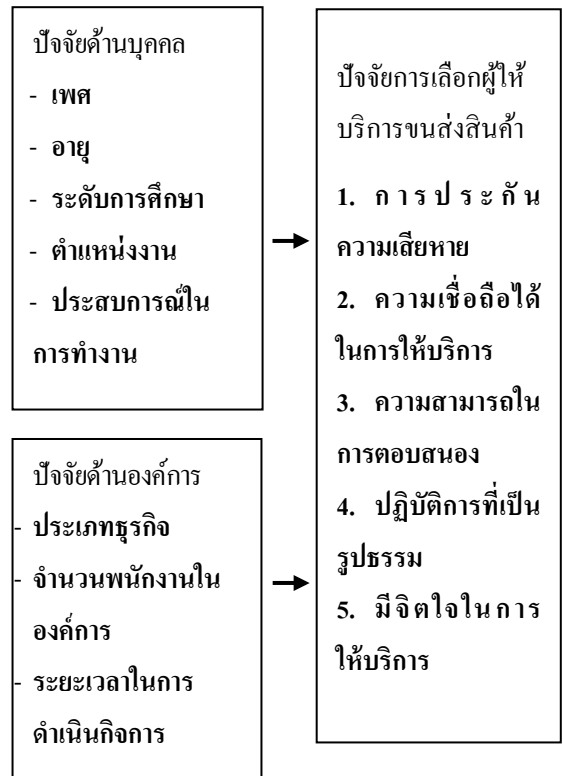 ปัจจัยด้านบุคคล
- เพศ
- อายุ
- ระดับการศึกษา
- ตำแหน่งงาน
- ประสบการณ์ใน
การทำงาน
ปัจจัยด้านองค์การ
- ประเภทธุรกิจ
- จำนวนพนักงานใน
องค์การ
- ระยะเวลาในการ
ดำเนินกิจการ
ปัจจัยการเลือกผู้ให้
บริการขนส่งสินค้า
1. การประกัน
ความเสียหาย
2. ความเชื่อถือได้
ในการให้บริการ
3. ความสามารถใน
การตอบสนอง
4. ปฏิบัติการที่เป็น
รูปธรรม
5. มีจิตใจในการ
ให้บริการ